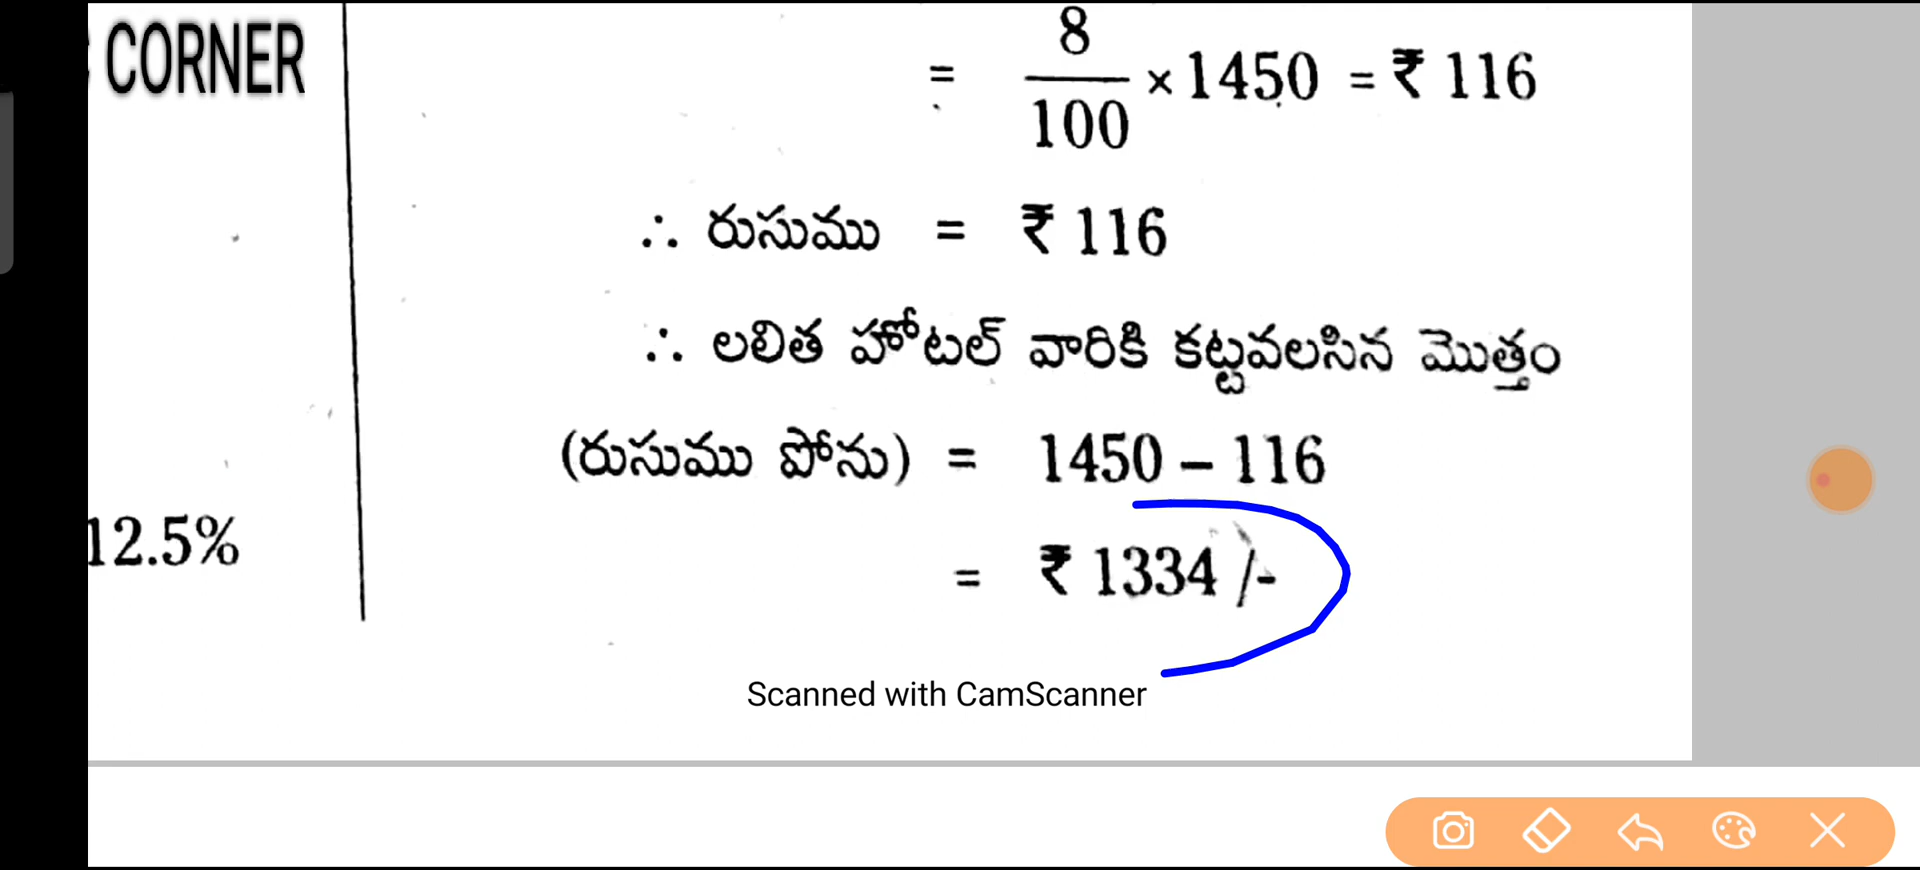 CORNER
= 8/100 × 1450 = ₹ 116
∴ రుసుము = ₹ 116
∴ లలిత హోటల్ వారికి కట్టవలసిన మొత్తం
(రుసుము పోను) = 1450 – 116
12.5%
= ₹ 1334 /-
Scanned with CamScanner